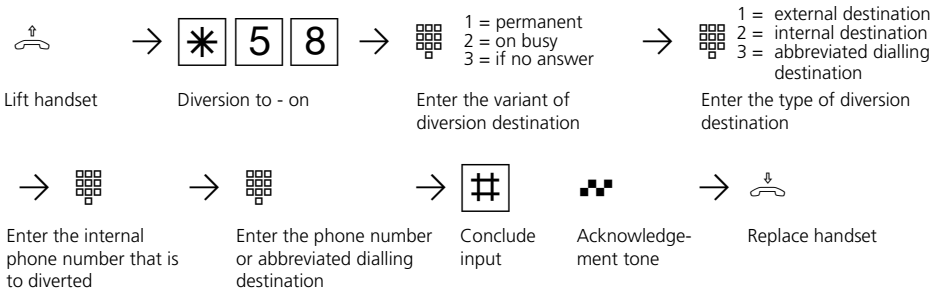 1 = permanent
2 = on busy
3 = if no answer
1 = external destination
2 = internal destination
3 = abbreviated dialling
destination
* 5 8
Lift handset
Diversion to - on
Enter the variant of
diversion destination
Enter the type of diversion
destination
#
Enter the internal
phone number that is
to diverted
Enter the phone number
or abbreviated dialling
destination
Conclude
input
Acknowledge-
ment tone
Replace handset